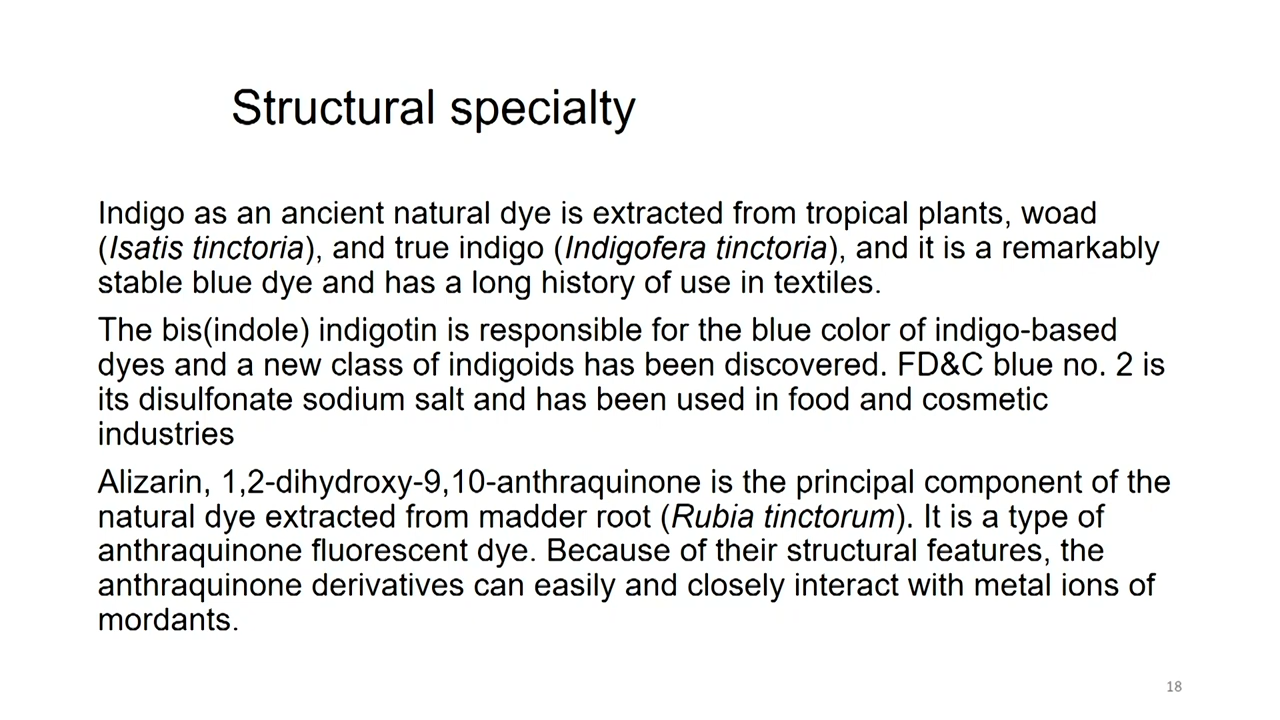 Structural specialty
Indigo as an ancient natural dye is extracted from tropical plants, woad
(Isatis tinctoria), and true indigo (Indigofera tinctoria), and it is a remarkably
stable blue dye and has a long history of use in textiles.
The bis(indole) indigotin is responsible for the blue color of indigo-based
dyes and a new class of indigoids has been discovered. FD&C blue no. 2 is
its disulfonate sodium salt and has been used in food and cosmetic
industries
Alizarin, 1,2-dihydroxy-9,10-anthraquinone is the principal component of the
natural dye extracted from madder root (Rubia tinctorum). It is a type of
anthraquinone fluorescent dye. Because of their structural features, the
anthraquinone derivatives can easily and closely interact with metal ions of
mordants.
18